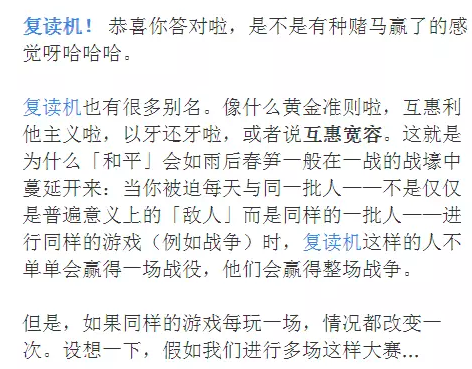 复读机！恭喜你答对啦，是不是有种赌马赢了的感
觉呀哈哈哈。
复读机也有很多别名。像什么黄金准则啦，互惠利
他主义啦，以牙还牙啦，或者说互惠宽容。这就是
为什么「和平」会如雨后春笋一般在一战的战壕中
蔓延开来：当你被迫每天与同一批人——不是仅仅
是普遍意义上的「敌人」而是同样的一批人——进
行同样的游戏（例如战争）时，复读机这样的人不
单单会赢得一场战役，他们会赢得整场战争。
但是，如果同样的游戏每玩一场，情况都改变一
次。设想一下，假如我们进行多场这样大赛...